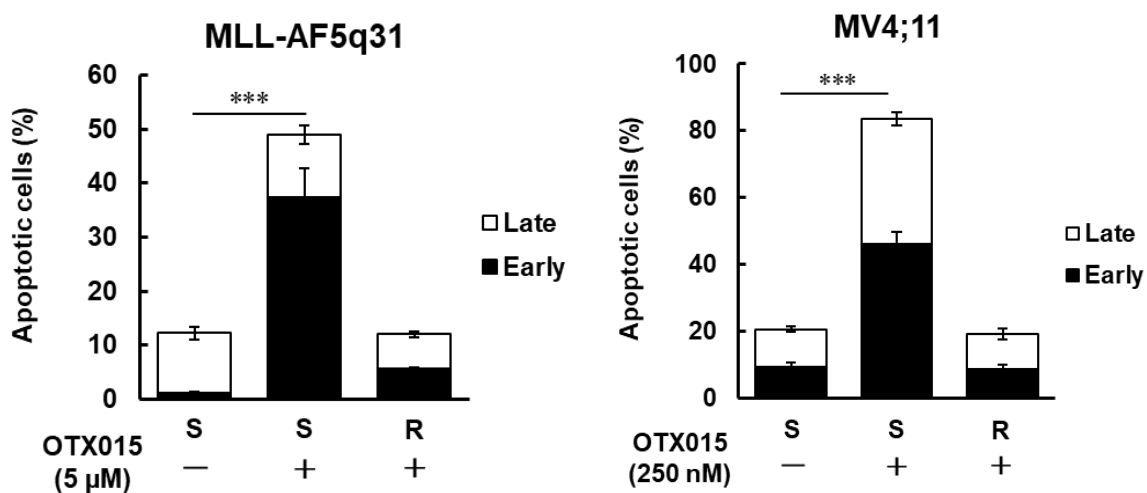 MLL-AF5q31
Apoptotic cells (%)
60
50
40
30
20
10
0
***
Late
Early
S S R
OTX015
(5 µM)
− + +
MV4;11
Apoptotic cells (%)
100
80
60
40
20
0
***
Late
Early
S S R
OTX015
(250 nM)
− + +